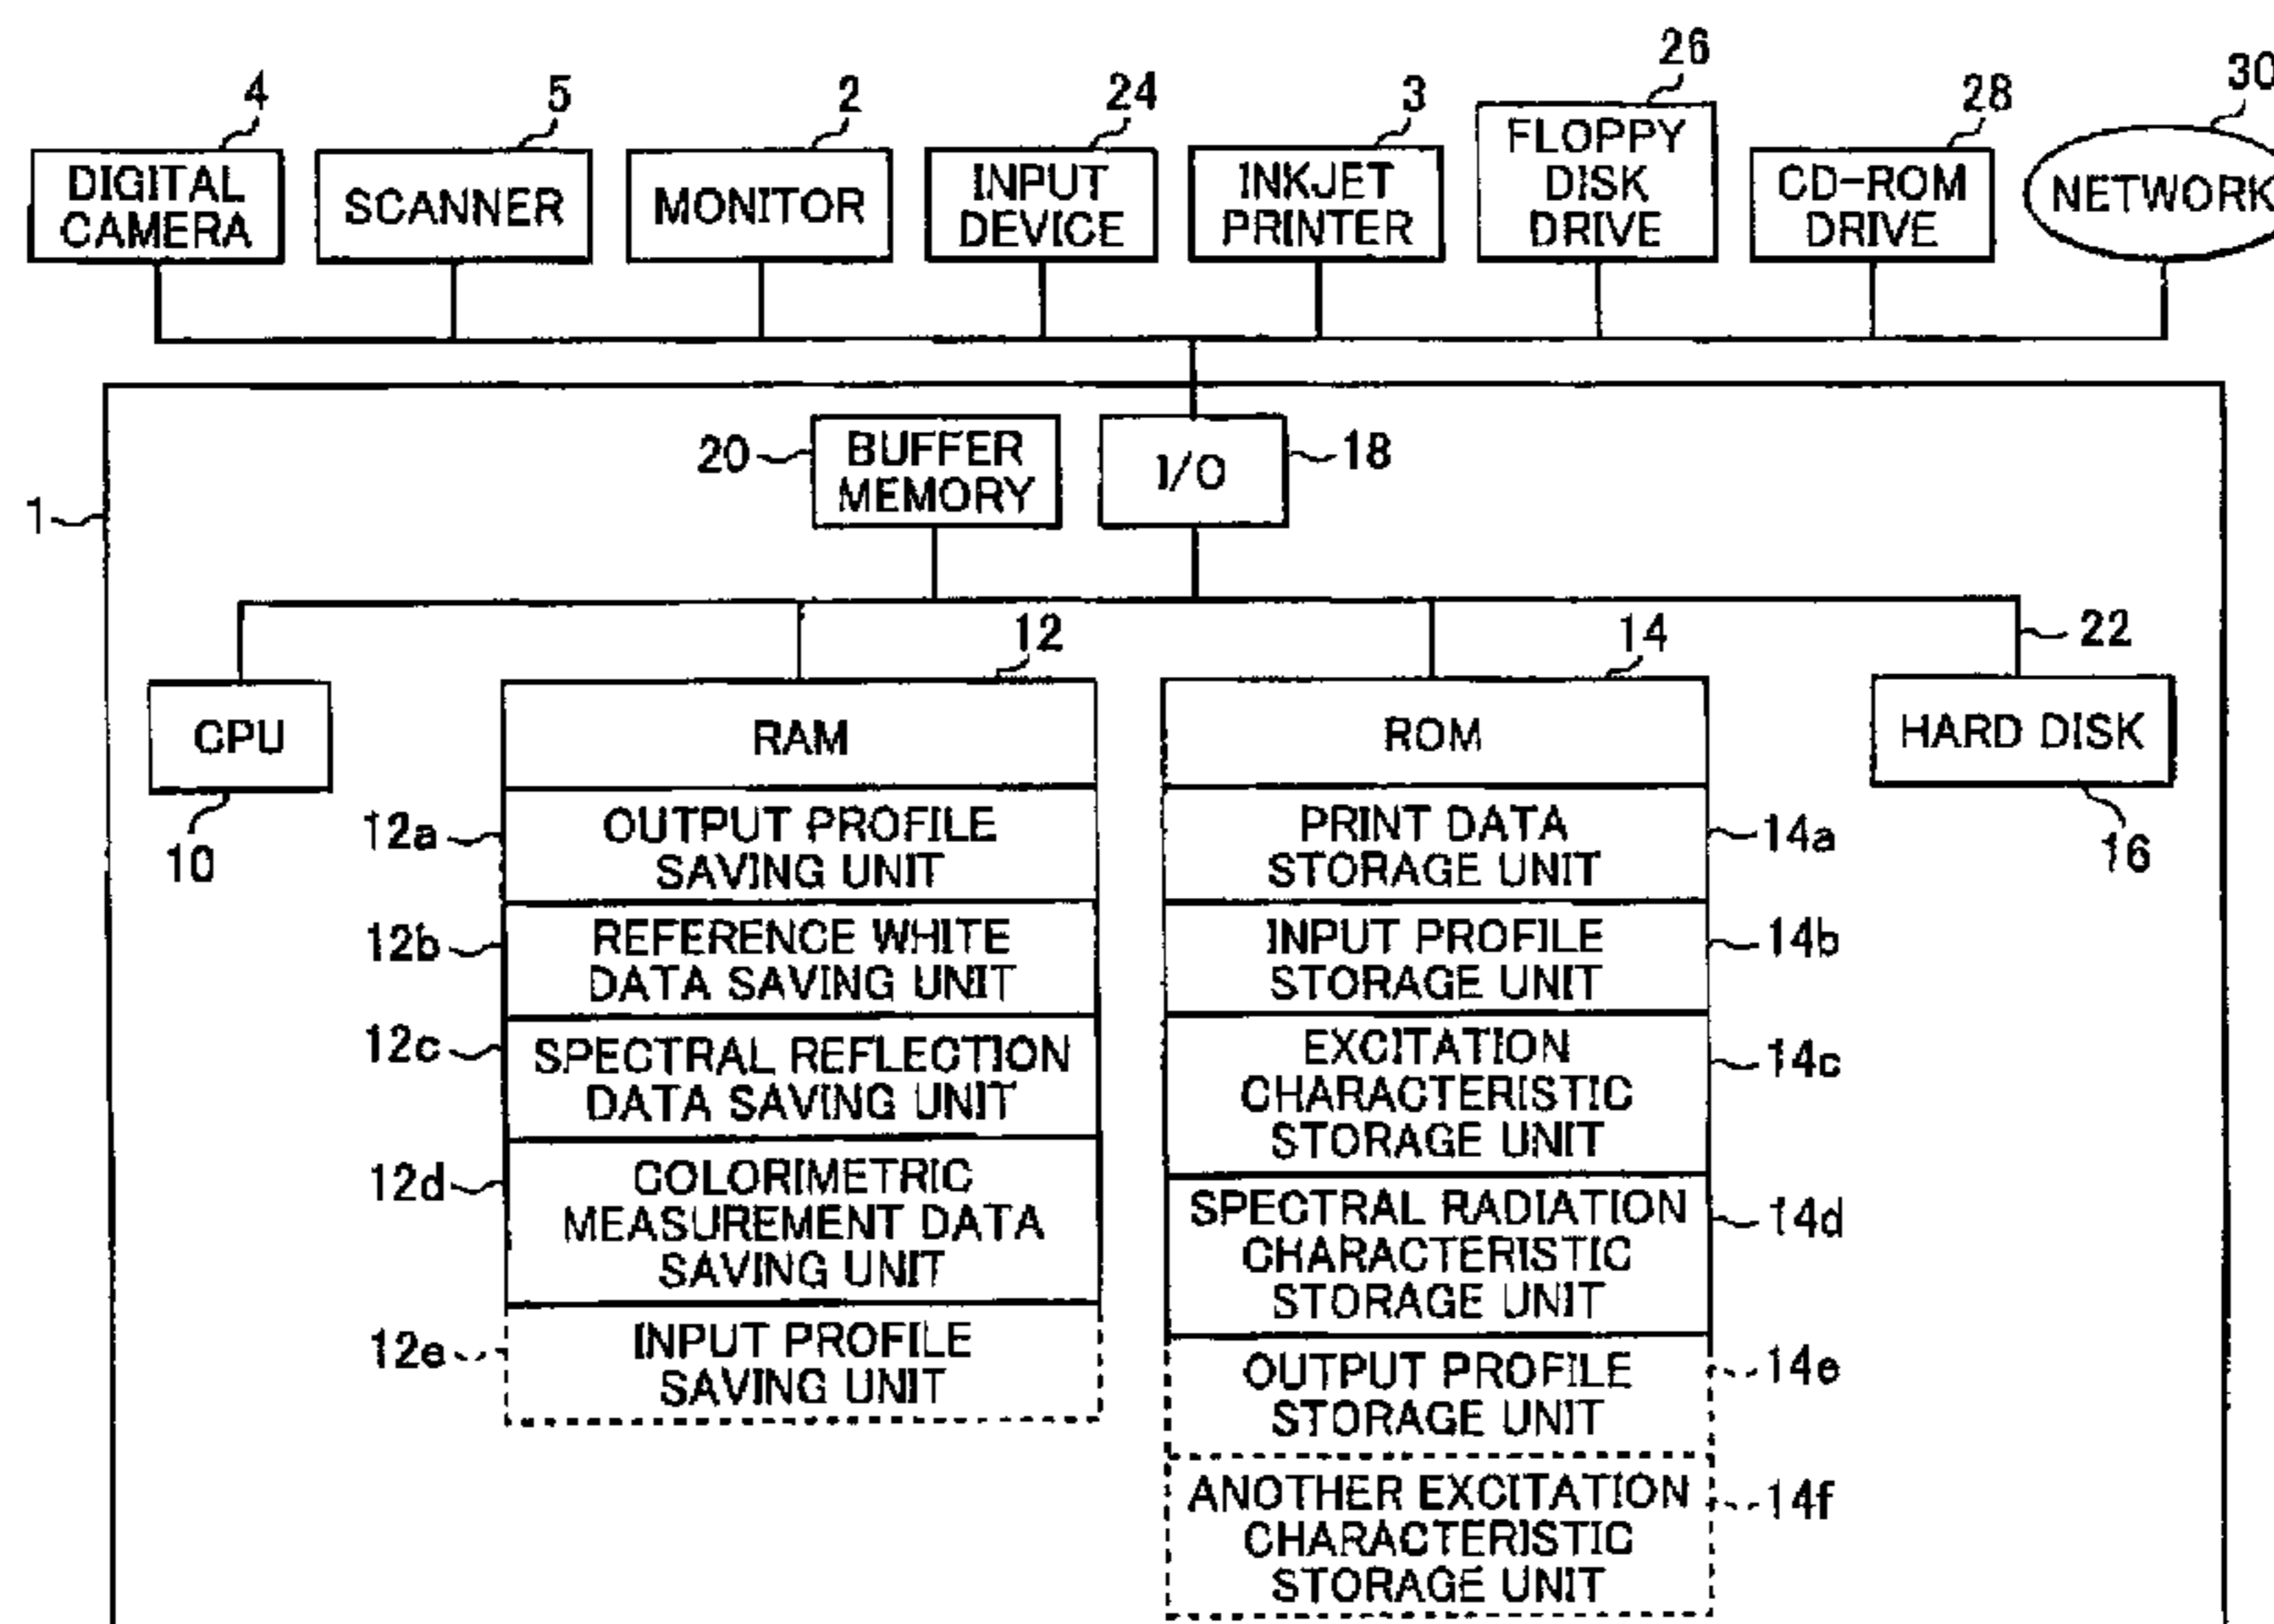 4
5
2
24
3
26
28
30
DIGITAL
CAMERA
SCANNER
MONITOR
INPUT
DEVICE
INKJET
PRINTER
FLOPPY
DISK
DRIVE
CD-ROM
DRIVE
NETWORK
1
20
BUFFER
MEMORY
I/O
18
12
14
22
CPU
10
RAM
ROM
HARD DISK
16
12a
OUTPUT PROFILE
SAVING UNIT
12b
REFERENCE WHITE
DATA SAVING UNIT
12c
SPECTRAL REFLECTION
DATA SAVING UNIT
12d
COLORIMETRIC
MEASUREMENT DATA
SAVING UNIT
12e
INPUT PROFILE
SAVING UNIT
PRINT DATA
STORAGE UNIT
14a
INPUT PROFILE
STORAGE UNIT
14b
EXCITATION
CHARACTERISTIC
STORAGE UNIT
14c
SPECTRAL RADIATION
CHARACTERISTIC
STORAGE UNIT
14d
OUTPUT PROFILE
STORAGE UNIT
14e
ANOTHER EXCITATION
CHARACTERISTIC
STORAGE UNIT
14f